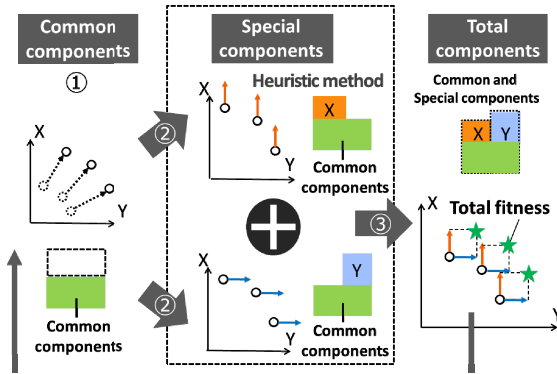 Common
components
①
X
Y
Common
components
②
②
Special
components
Heuristic method
X
Y
X
Common
components
X
Y
Y
Common
components
③
Total
components
Common and
Special components
X Y
X
Total fitness
Y